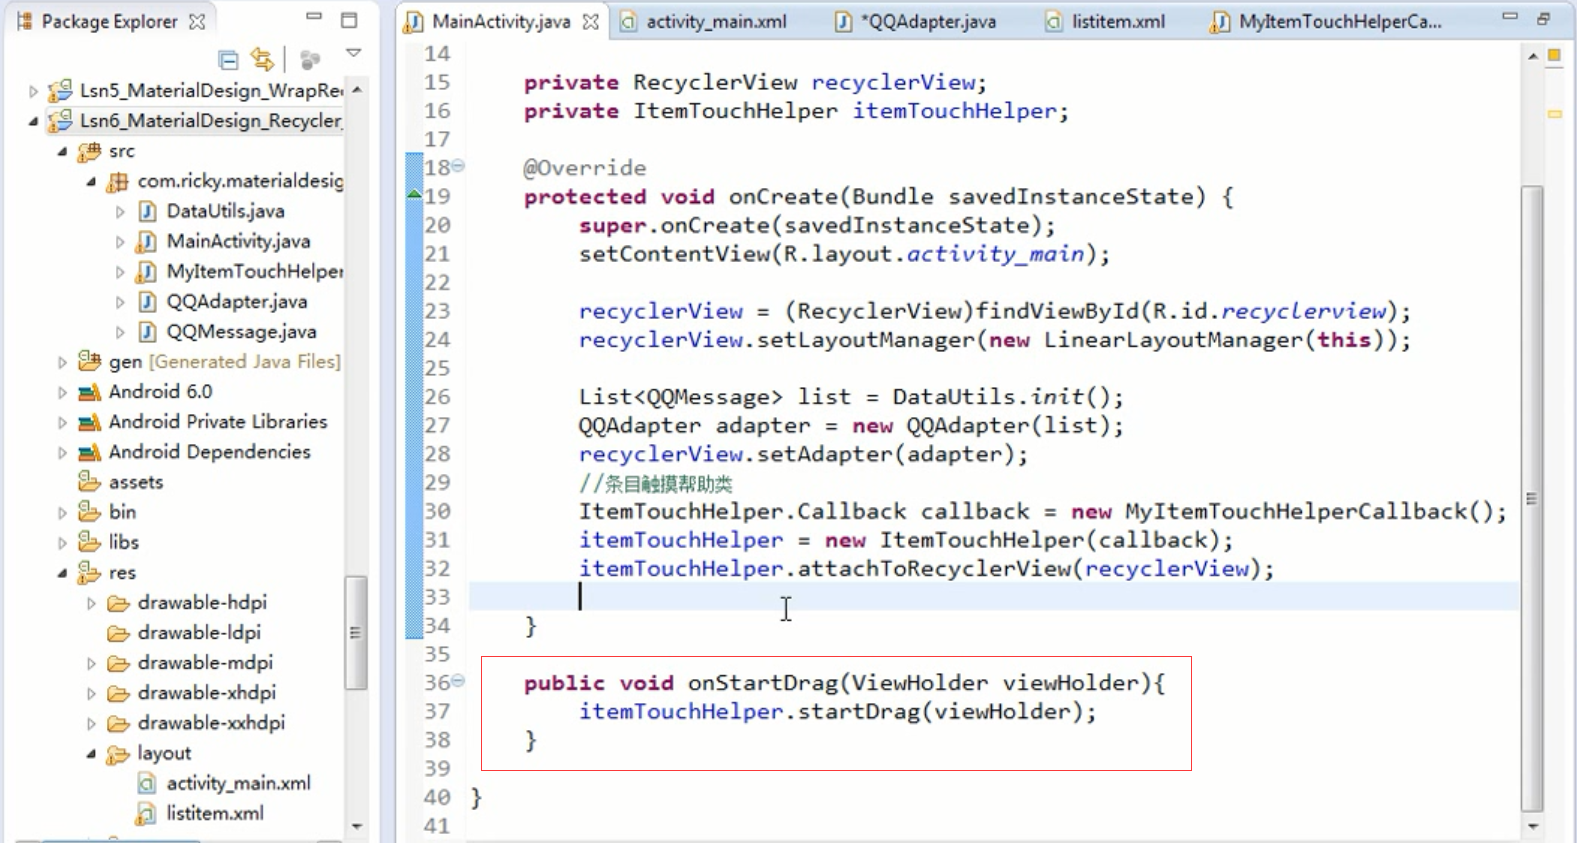 Package Explorer
Lsn5_MaterialDesign_WrapRe
Lsn6_MaterialDesign_Recycler_
src
com.ricky.materialdesig
DataUtils.java
MainActivity.java
MyItemTouchHelper
QQAdapter.java
QQMessage.java
gen [Generated Java Files]
Android 6.0
Android Private Libraries
Android Dependencies
assets
bin
libs
res
drawable-hdpi
drawable-ldpi
drawable-mdpi
drawable-xhdpi
drawable-xxhdpi
layout
activity_main.xml
listitem.xml
MainActivity.java activity_main.xml *QQAdapter.java listitem.xml MyItemTouchHelperCa...
14
15 private RecyclerView recyclerView;
16 private ItemTouchHelper itemTouchHelper;
17
18 @Override
19 protected void onCreate(Bundle savedInstanceState) {
20 super.onCreate(savedInstanceState);
21 setContentView(R.layout.activity_main);
22
23 recyclerView = (RecyclerView)findViewById(R.id.recyclerview);
24 recyclerView.setLayoutManager(new LinearLayoutManager(this));
25
26 List<QQMessage> list = DataUtils.init();
27 QQAdapter adapter = new QQAdapter(list);
28 recyclerView.setAdapter(adapter);
29 //条目触摸帮助类
30 ItemTouchHelper.Callback callback = new MyItemTouchHelperCallback();
31 itemTouchHelper = new ItemTouchHelper(callback);
32 itemTouchHelper.attachToRecyclerView(recyclerView);
33
34 }
35
36 public void onStartDrag(ViewHolder viewHolder){
37 itemTouchHelper.startDrag(viewHolder);
38 }
39
40 }
41